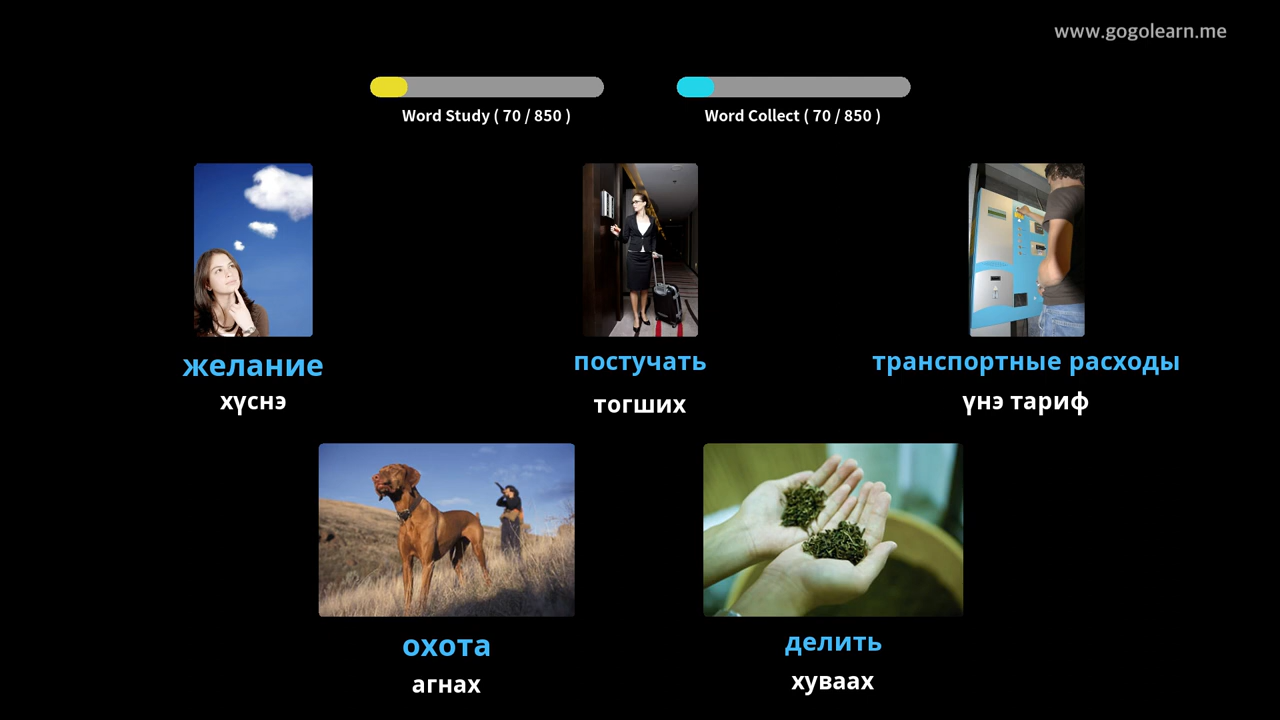 www.gogolearn.me
Word Study ( 70 / 850 )
Word Collect ( 70 / 850 )
желание
хүснэ
постучать
тогших
транспортные расходы
үнэ тариф
охота
агнах
делить
хуваах